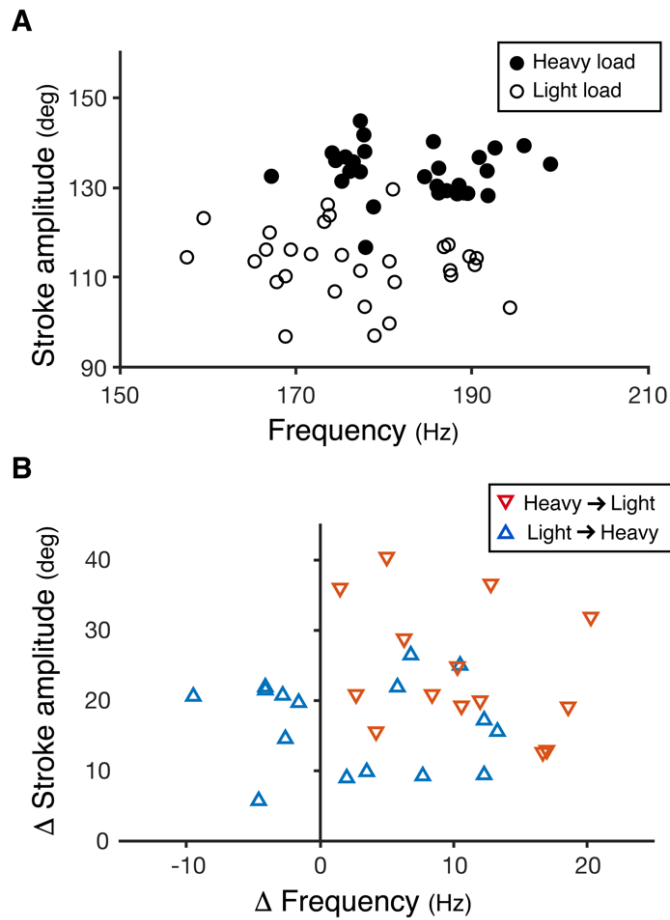 A
Heavy load
Light load
Stroke amplitude (deg)
150
130
110
90
150 170 190 210
Frequency (Hz)
B
Heavy → Light
Light → Heavy
Δ Stroke amplitude (deg)
40
30
20
10
0
-10 0 10 20
Δ Frequency (Hz)